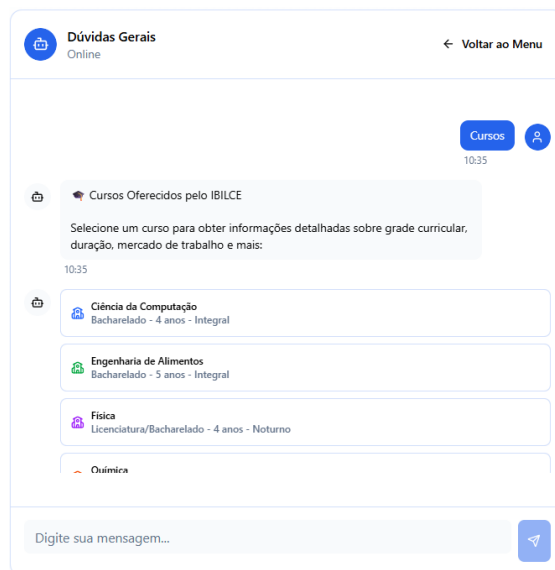 Dúvidas Gerais
Online
Voltar ao Menu
Cursos
10:35
Cursos Oferecidos pelo IBILCE
Selecione um curso para obter informações detalhadas sobre grade curricular,
duração, mercado de trabalho e mais:
10:35
Ciência da Computação
Bacharelado - 4 anos - Integral
Engenharia de Alimentos
Bacharelado - 5 anos - Integral
Física
Licenciatura/Bacharelado - 4 anos - Noturno
Química
Digite sua mensagem...